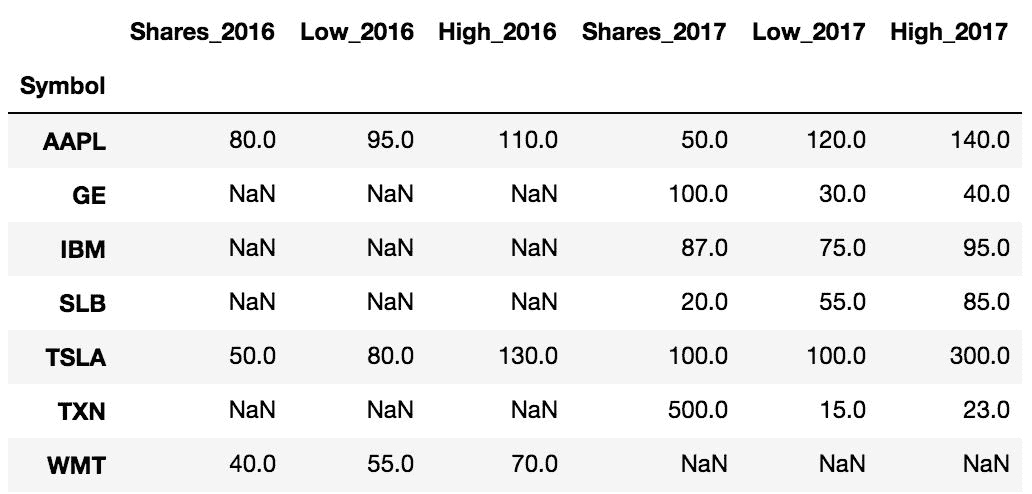 Shares_2016 Low_2016 High_2016 Shares_2017 Low_2017 High_2017
Symbol
AAPL 80.0 95.0 110.0 50.0 120.0 140.0
GE NaN NaN NaN 100.0 30.0 40.0
IBM NaN NaN NaN 87.0 75.0 95.0
SLB NaN NaN NaN 20.0 55.0 85.0
TSLA 50.0 80.0 130.0 100.0 100.0 300.0
TXN NaN NaN NaN 500.0 15.0 23.0
WMT 40.0 55.0 70.0 NaN NaN NaN